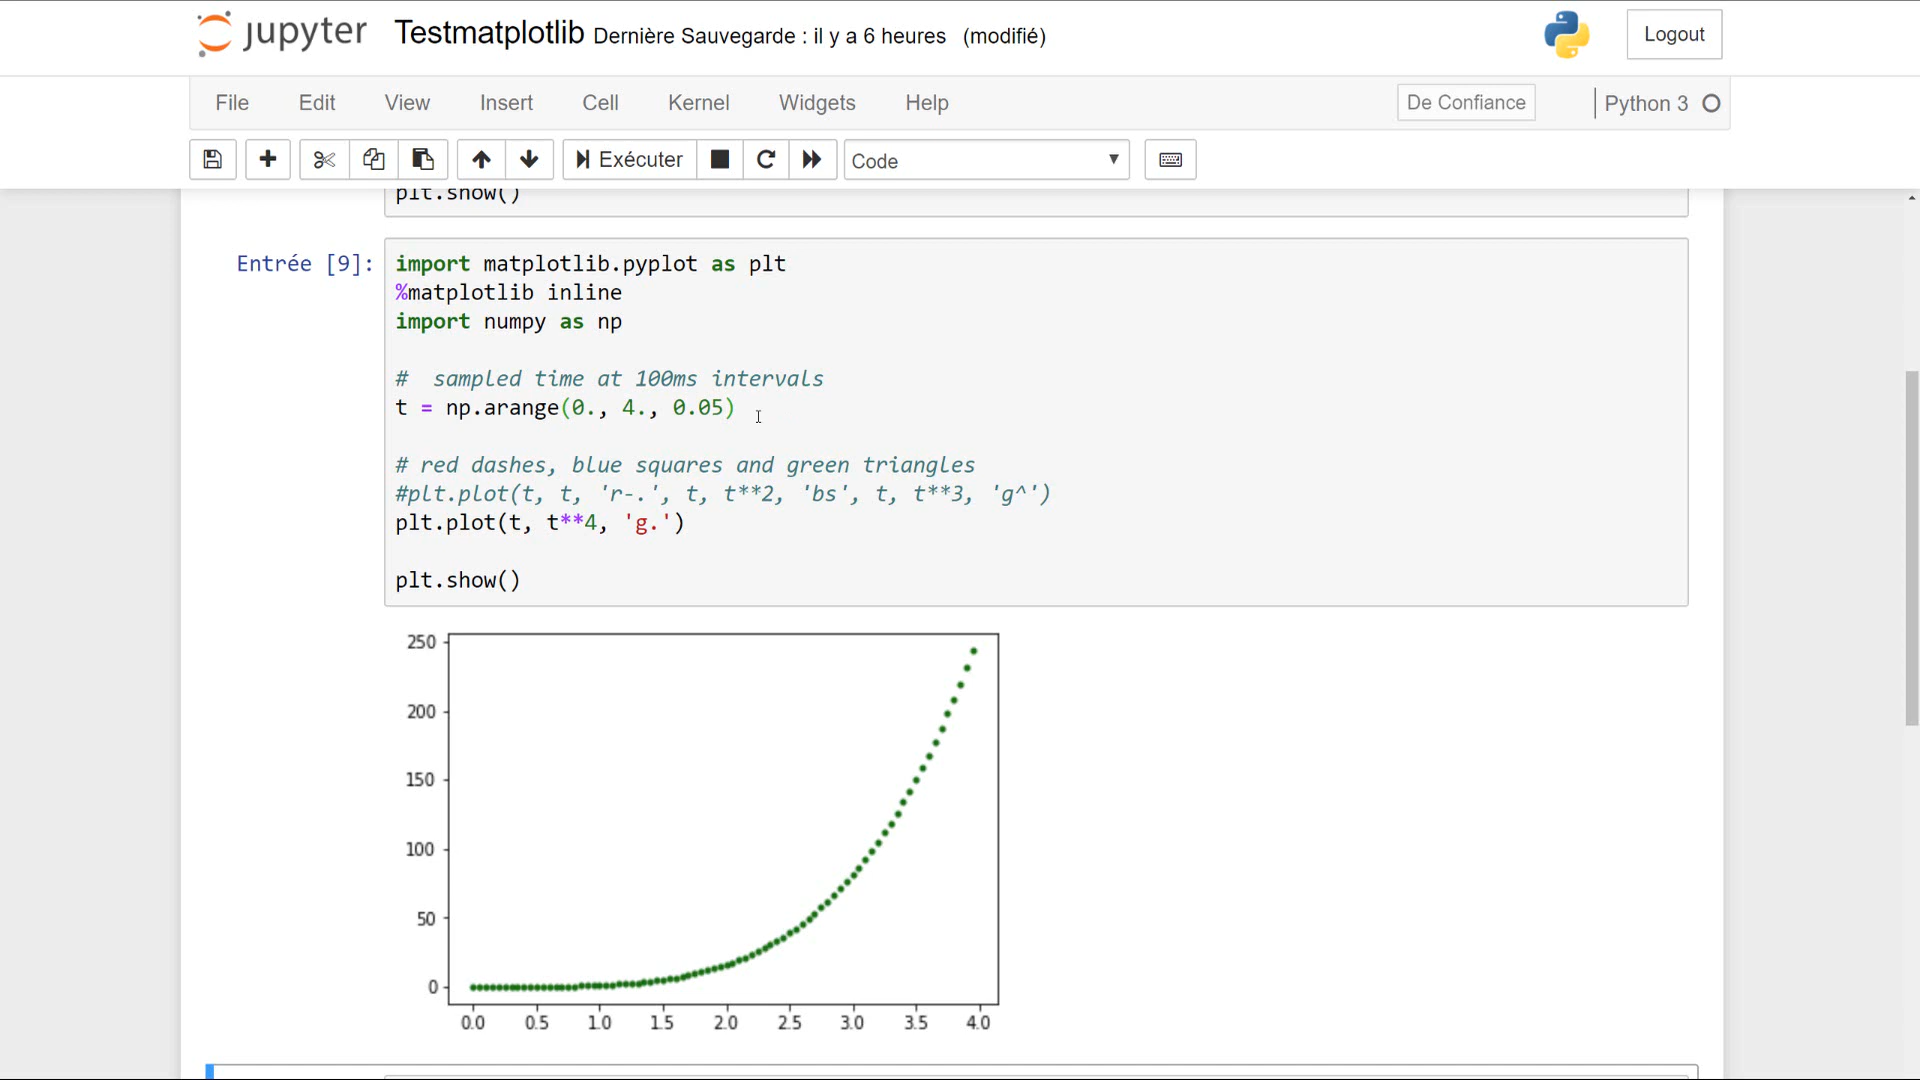 jupyter Testmatplotlib Dernière Sauvegarde : il y a 6 heures (modifié) Logout
File Edit View Insert Cell Kernel Widgets Help De Confiance Python 3
Exécuter Code
plt.show()
Entrée [9]: import matplotlib.pyplot as plt
%matplotlib inline
import numpy as np
#  sampled time at 100ms intervals
t = np.arange(0., 4., 0.05)
# red dashes, blue squares and green triangles
#plt.plot(t, t, 'r-.', t, t**2, 'bs', t, t**3, 'g^')
plt.plot(t, t**4, 'g.')
plt.show()
250
200
150
100
50
0
0.0 0.5 1.0 1.5 2.0 2.5 3.0 3.5 4.0